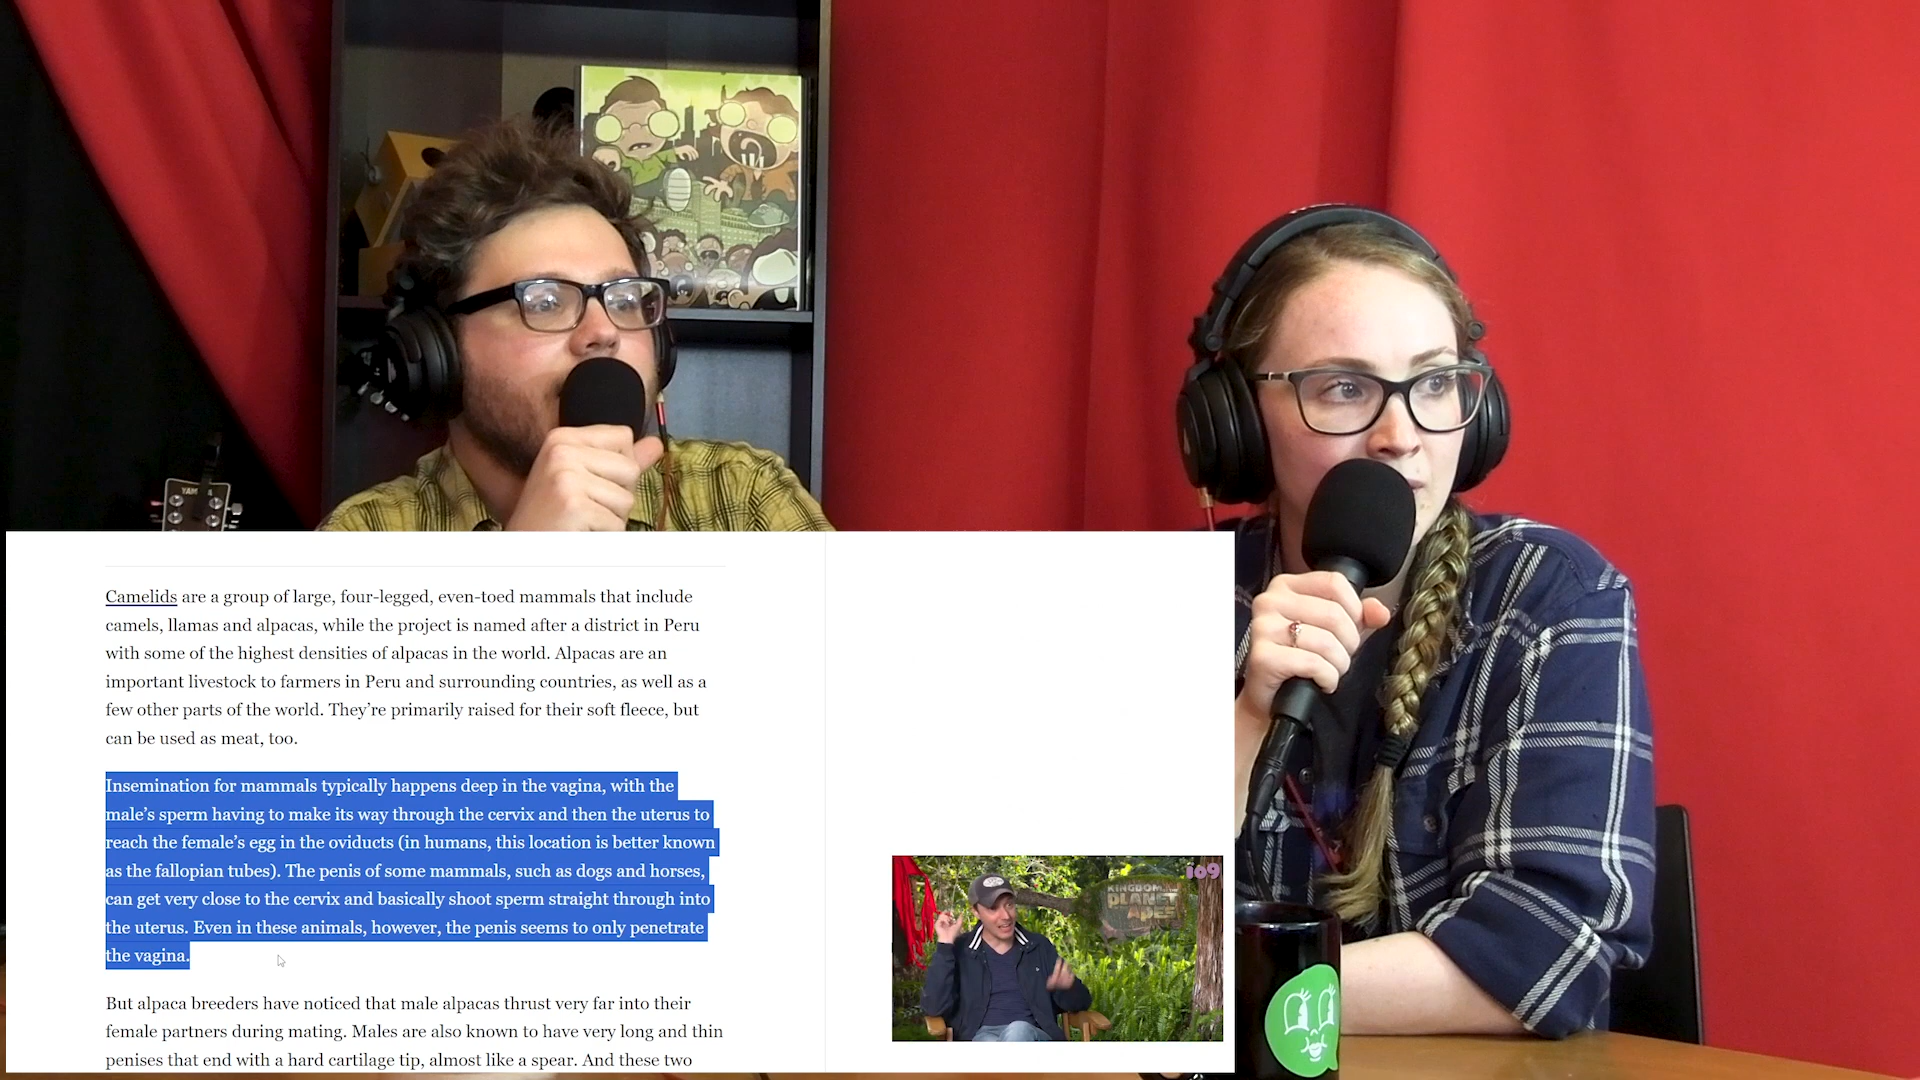 YAMAHA
Camelids are a group of large, four-legged, even-toed mammals that include
camels, llamas and alpacas, while the project is named after a district in Peru
with some of the highest densities of alpacas in the world. Alpacas are an
important livestock to farmers in Peru and surrounding countries, as well as a
few other parts of the world. They’re primarily raised for their soft fleece, but
can be used as meat, too.
Insemination for mammals typically happens deep in the vagina, with the
male’s sperm having to make its way through the cervix and then the uterus to
reach the female’s egg in the oviducts (in humans, this location is better known
as the fallopian tubes). The penis of some mammals, such as dogs and horses,
can get very close to the cervix and basically shoot sperm straight through into
the uterus. Even in these animals, however, the penis seems to only penetrate
the vagina.
But alpaca breeders have noticed that male alpacas thrust very far into their
female partners during mating. Males are also known to have very long and thin
penises that end with a hard cartilage tip, almost like a spear. And these two
io9
KINGDOM
PLANET
APES